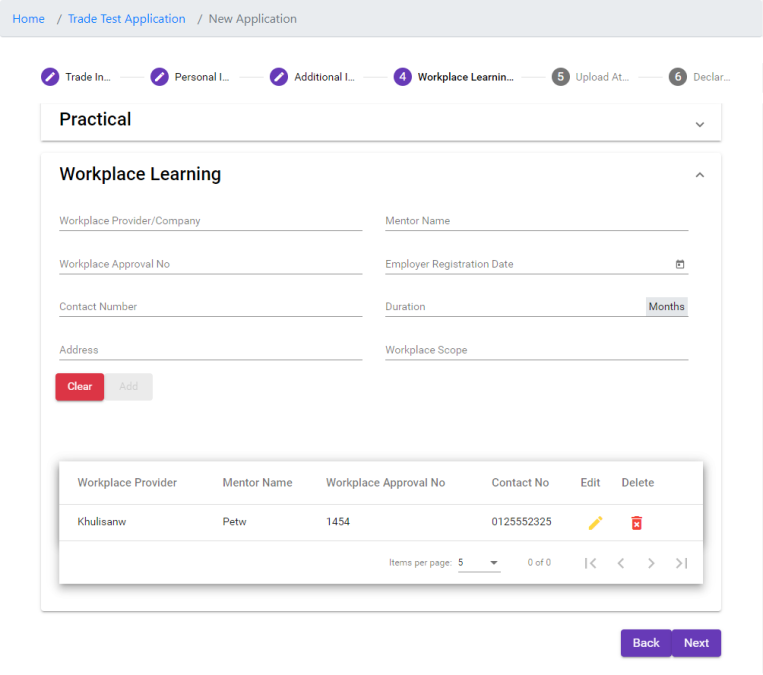 Home / Trade Test Application / New Application
Trade In... Personal I... Additional I... 4 Workplace Learnin... 5 Upload At... 6 Declar...
Practical
Workplace Learning
Workplace Provider/Company Mentor Name
Workplace Approval No Employer Registration Date
Contact Number Duration Months
Address Workplace Scope
Clear Add
Workplace Provider Mentor Name Workplace Approval No Contact No Edit Delete
Khulisanw Petw 1454 0125552325
Items per page: 5 0 of 0
Back Next